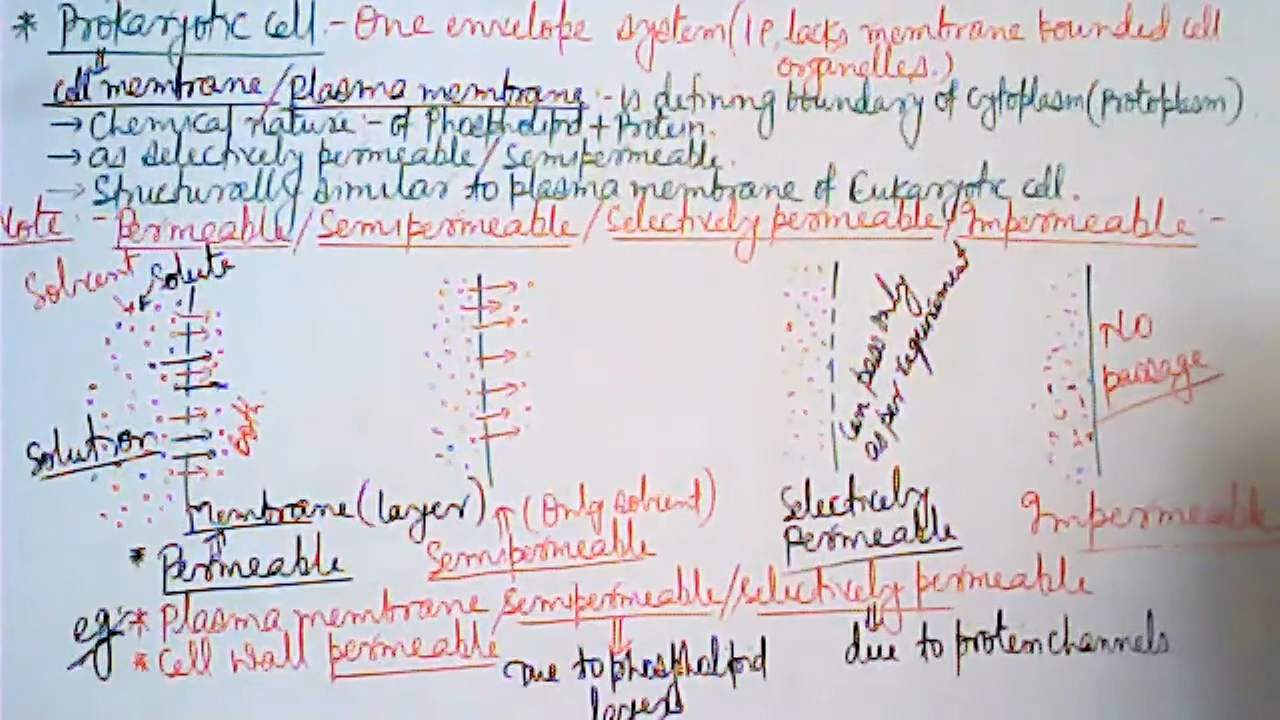 * Prokaryotic cell :- One envelope system (i.e. lacks membrane bounded cell
organelles.)
cell membrane/plasma membrane :- is defining boundary of cytoplasm (protoplasm).
→ Chemical nature :- of Phospholipid + Protein.
→ as selectively permeable/semipermeable.
→ Structurally similar to plasma membrane of Eukaryotic cell.
Note :- Permeable/Semipermeable/Selectively permeable/Impermeable :-
Solvent Solute
Solution
Both
Can pass only
as per requirement
NO
passage
Membrane (layer)
(Only solvent)
* Permeable
Semipermeable
Selectively
Permeable
Impermeable
eg:- * Plasma membrane semipermeable/selectively permeable
* Cell wall permeable
Due to phospholipid
layers
due to protein channels